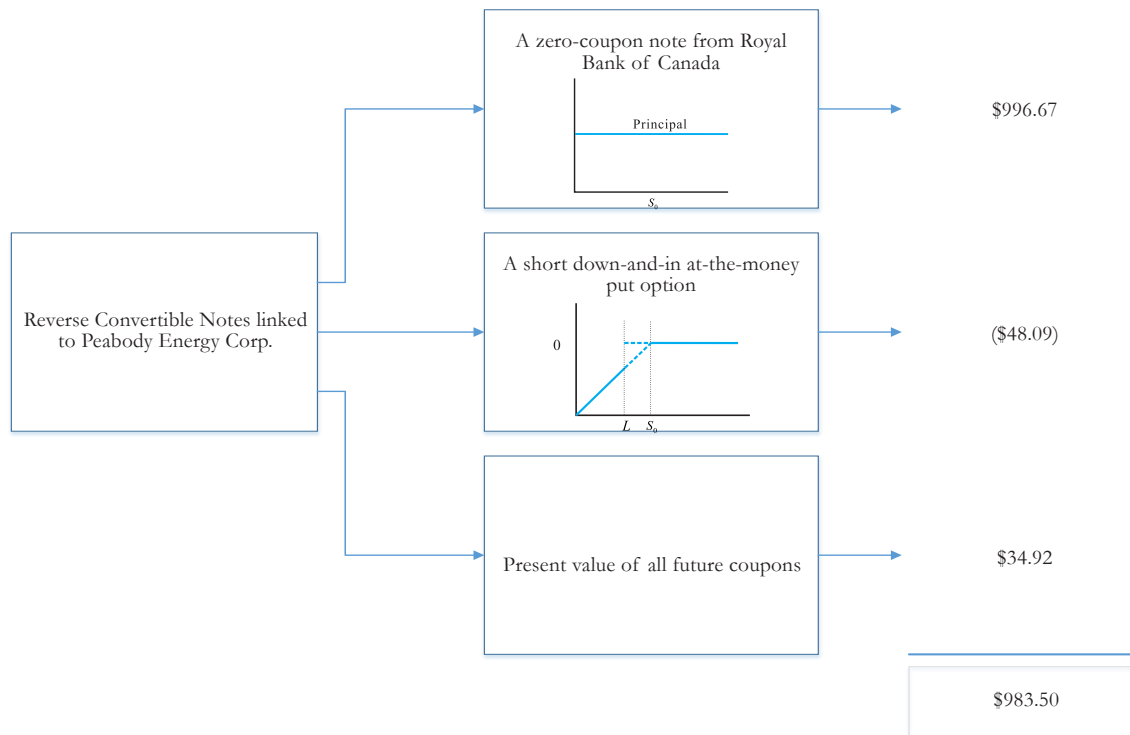 A zero-coupon note from Royal
Bank of Canada
Principal
S₀
$996.67
Reverse Convertible Notes linked
to Peabody Energy Corp.
A short down-and-in at-the-money
put option
0
L S₀
($48.09)
Present value of all future coupons
$34.92
$983.50